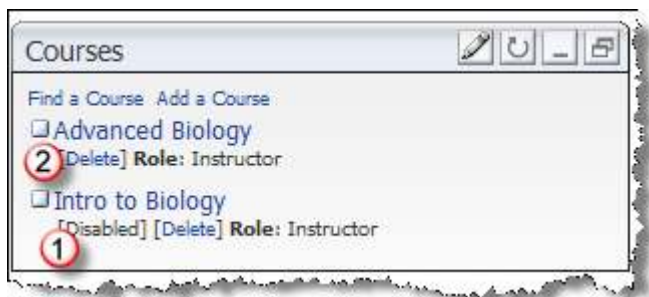 Courses
Find a Course Add a Course
Advanced Biology
2 [Delete] Role: Instructor
Intro to Biology
[Disabled] [Delete] Role: Instructor
1